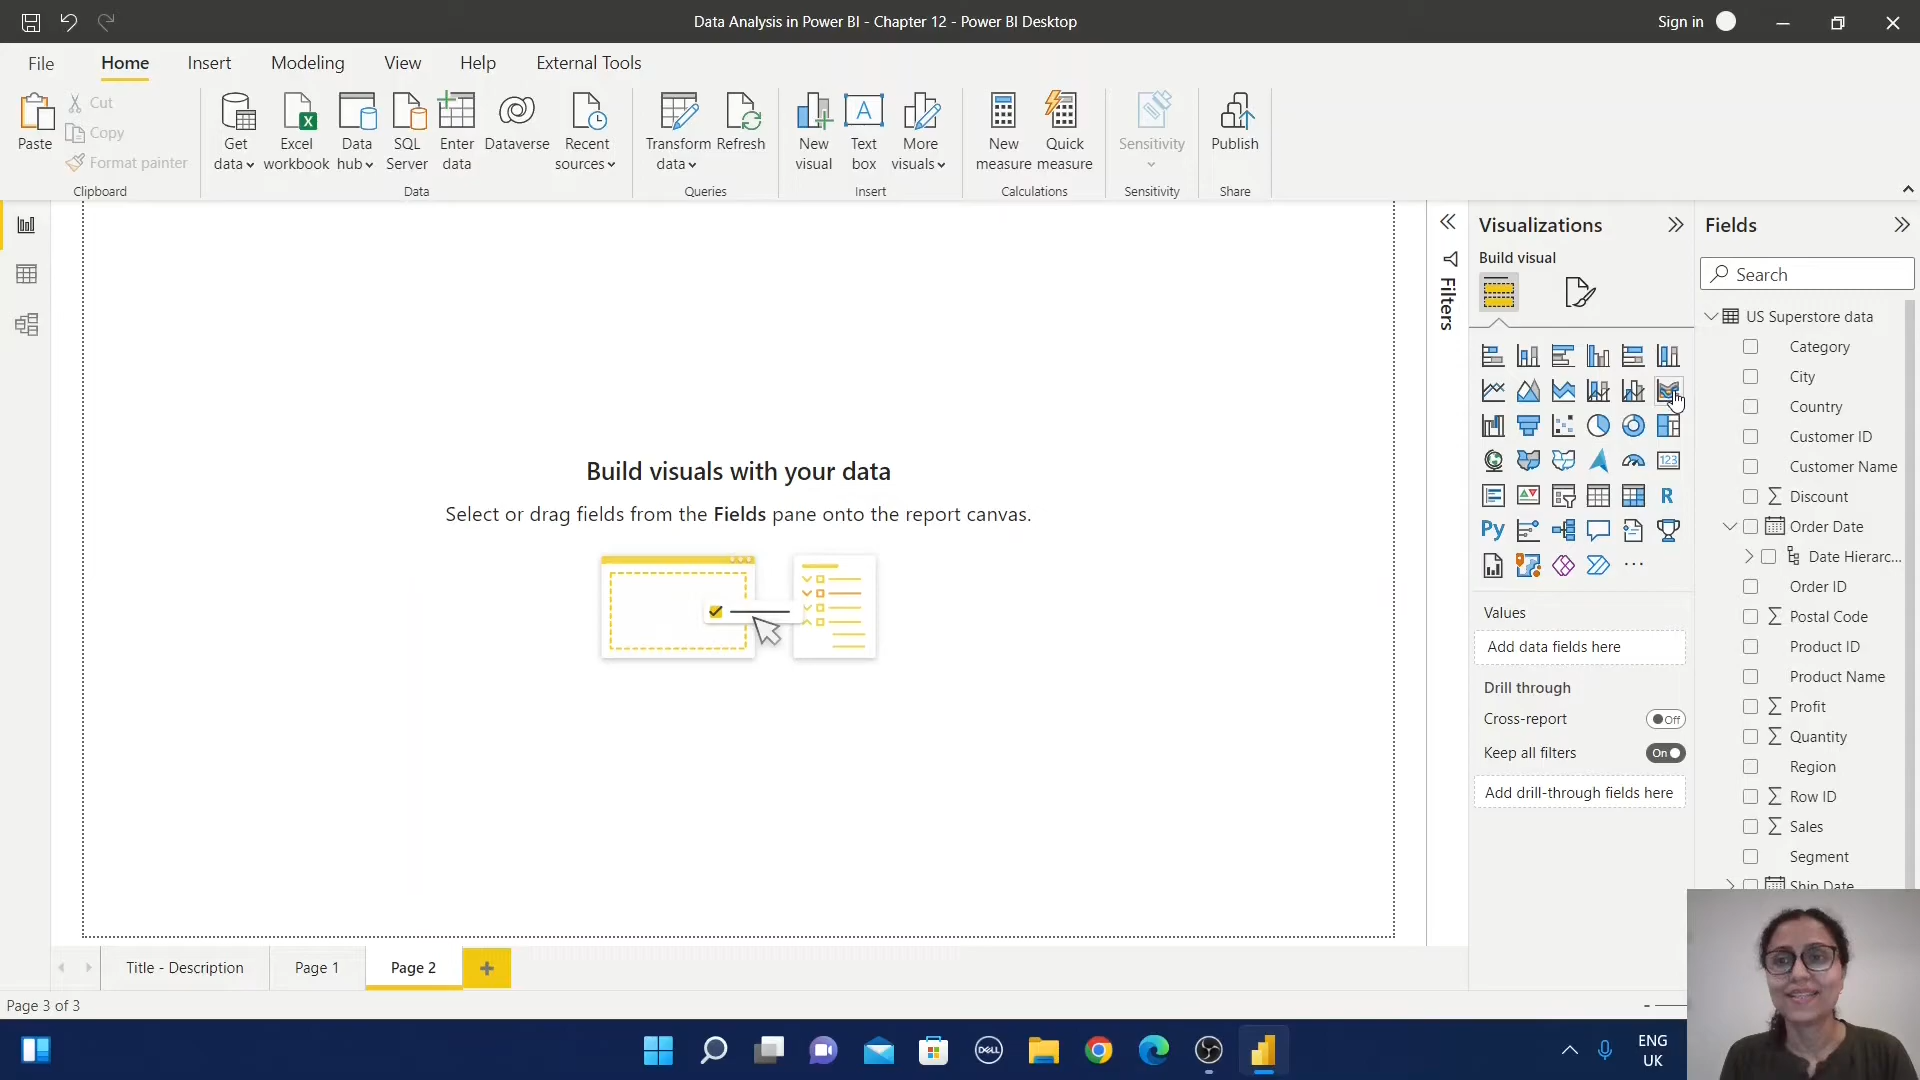 Data Analysis in Power BI - Chapter 12 - Power BI Desktop
Sign in
File
Home
Insert
Modeling
View
Help
External Tools
Paste
Cut
Copy
Format painter
Clipboard
Get data
Excel workbook
Data hub
SQL Server
Enter data
Dataverse
Recent sources
Data
Transform data
Refresh
Queries
New visual
Text box
More visuals
Insert
New measure
Quick measure
Calculations
Sensitivity
Sensitivity
Publish
Share
Build visuals with your data
Select or drag fields from the Fields pane onto the report canvas.
Filters
Visualizations
Build visual
123
R
Py
Values
Add data fields here
Drill through
Cross-report
Off
Keep all filters
On
Add drill-through fields here
Fields
Search
US Superstore data
Category
City
Country
Customer ID
Customer Name
Discount
Order Date
Date Hierarc...
Order ID
Postal Code
Product ID
Product Name
Profit
Quantity
Region
Row ID
Sales
Segment
Ship Date
Title - Description
Page 1
Page 2
Page 3 of 3
DELL
ENG
UK